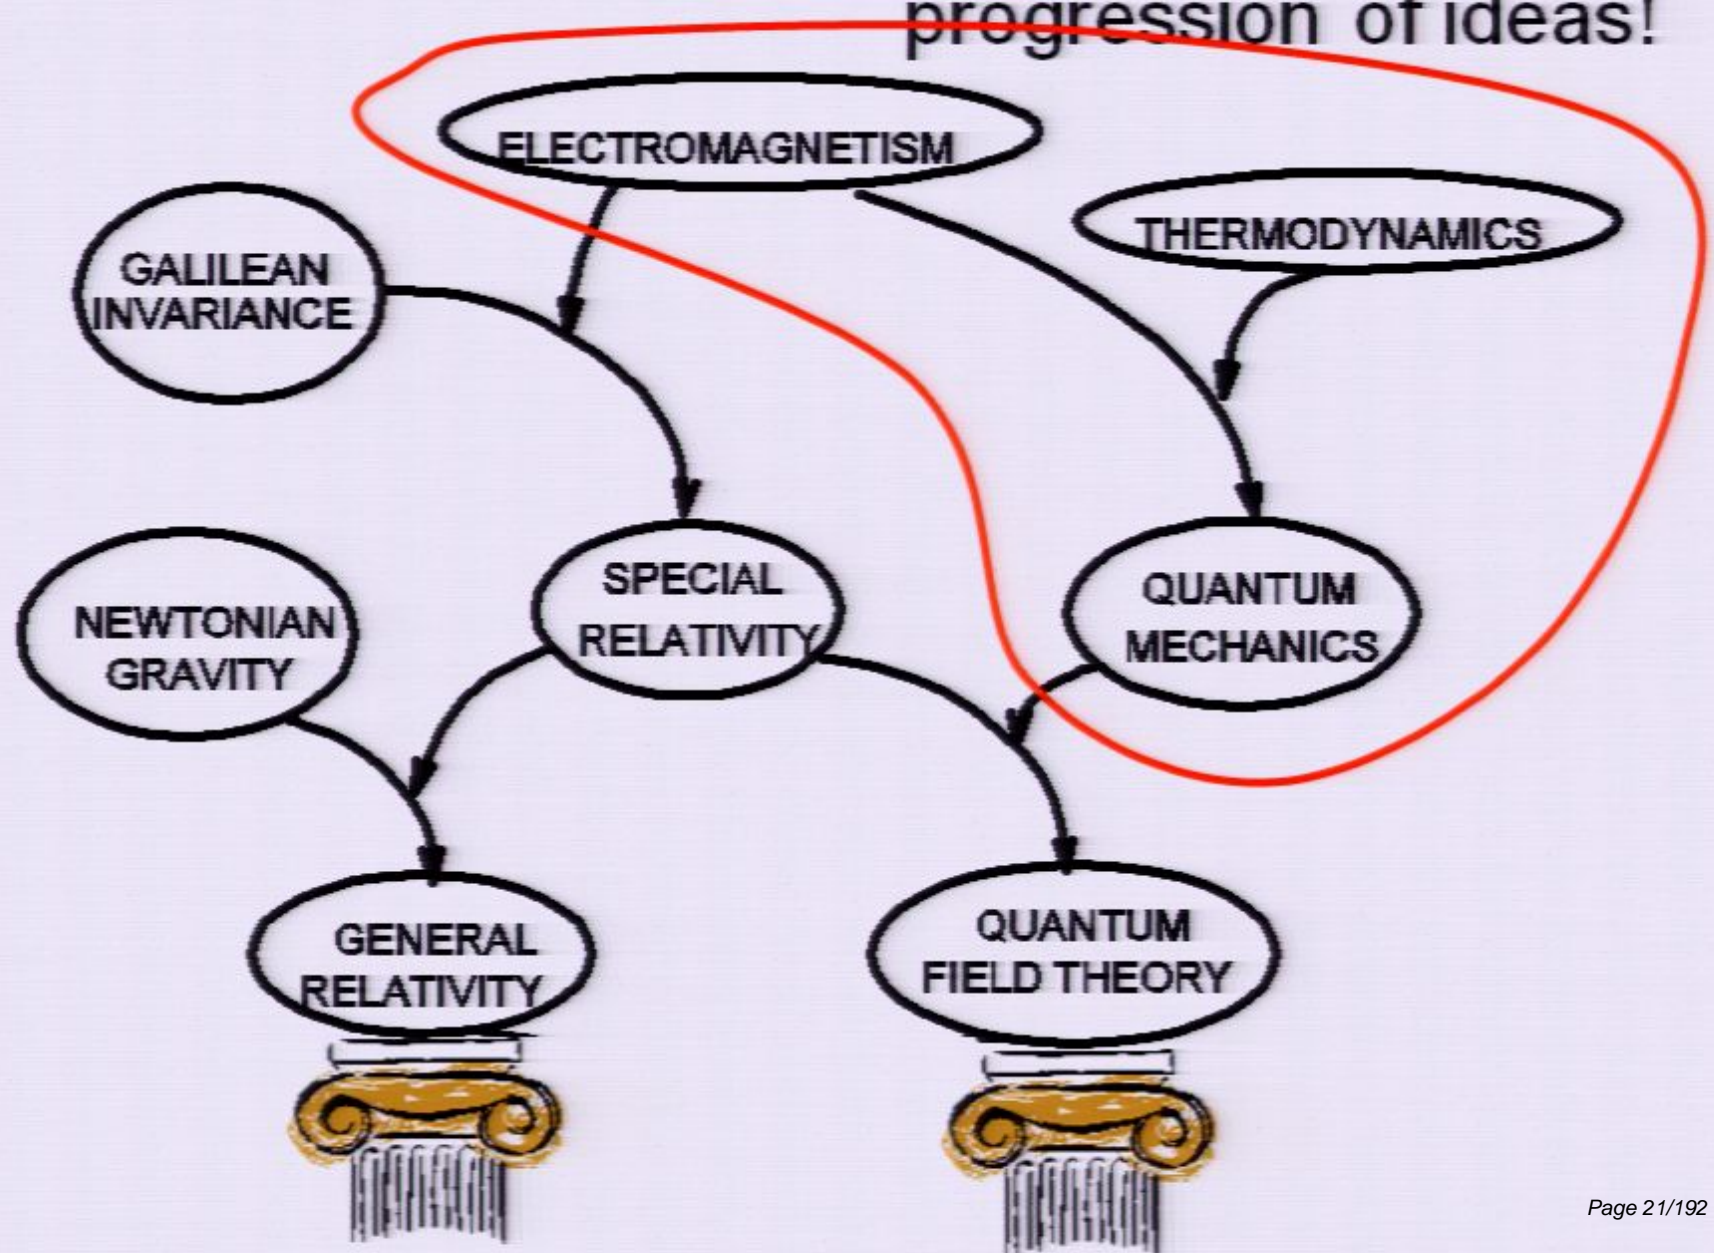 progression of ideas!
ELECTROMAGNETISM
THERMODYNAMICS
GALILEAN
INVARIANCE
SPECIAL
RELATIVITY
QUANTUM
MECHANICS
NEWTONIAN
GRAVITY
GENERAL
RELATIVITY
QUANTUM
FIELD THEORY
Page 21/192